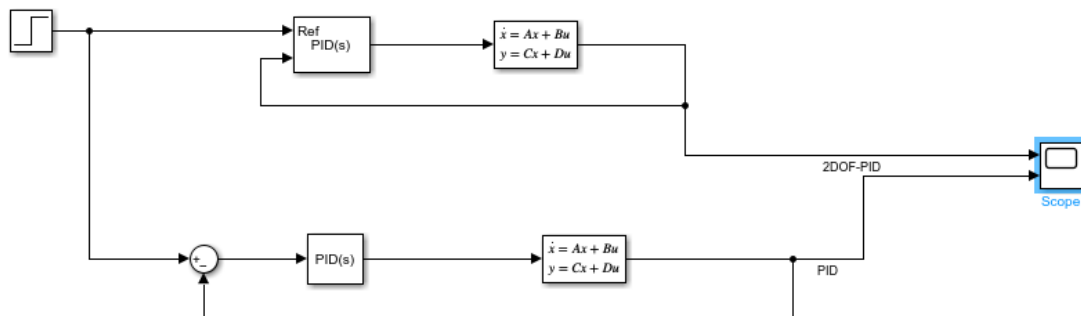 Ref
PID(s)
ẋ = Ax + Bu
y = Cx + Du
2DOF-PID
Scope
+
−
PID(s)
ẋ = Ax + Bu
y = Cx + Du
PID